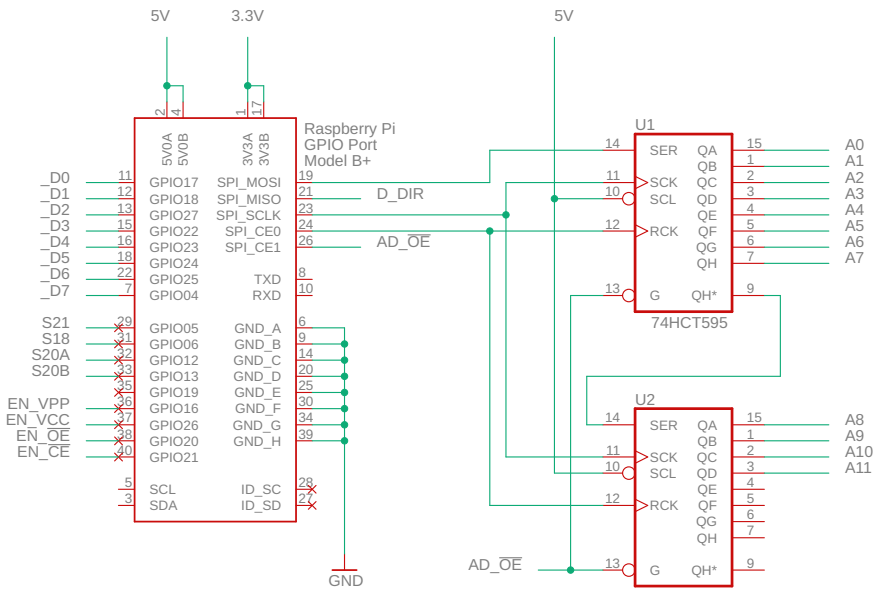 5V
3.3V
5V
2
4
1
17
5V0A
5V0B
3V3A
3V3B
Raspberry Pi
GPIO Port
Model B+
_D0 11 GPIO17 SPI_MOSI 19
_D1 12 GPIO18 SPI_MISO 21 D_DIR
_D2 13 GPIO27 SPI_SCLK 23
_D3 15 GPIO22 SPI_CE0 24
_D4 16 GPIO23 SPI_CE1 26 AD_OE
_D5 18 GPIO24
_D6 22 GPIO25 TXD 8
_D7 7 GPIO04 RXD 10
S21 29 GPIO05 GND_A 6
S18 31 GPIO06 GND_B 9
S20A 32 GPIO12 GND_C 14
S20B 33 GPIO13 GND_D 20
35 GPIO19 GND_E 25
EN_VPP 36 GPIO16 GND_F 30
EN_VCC 37 GPIO26 GND_G 34
EN_OE 38 GPIO20 GND_H 39
EN_CE 40 GPIO21
5 SCL ID_SC 28
3 SDA ID_SD 27
GND
U1
14 SER QA 15 A0
QB 1 A1
11 SCK QC 2 A2
10 SCL QD 3 A3
QE 4 A4
12 RCK QF 5 A5
QG 6 A6
QH 7 A7
13 G QH* 9
74HCT595
U2
14 SER QA 15 A8
QB 1 A9
11 SCK QC 2 A10
10 SCL QD 3 A11
QE 4
12 RCK QF 5
QG 6
QH 7
AD_OE 13 G QH* 9